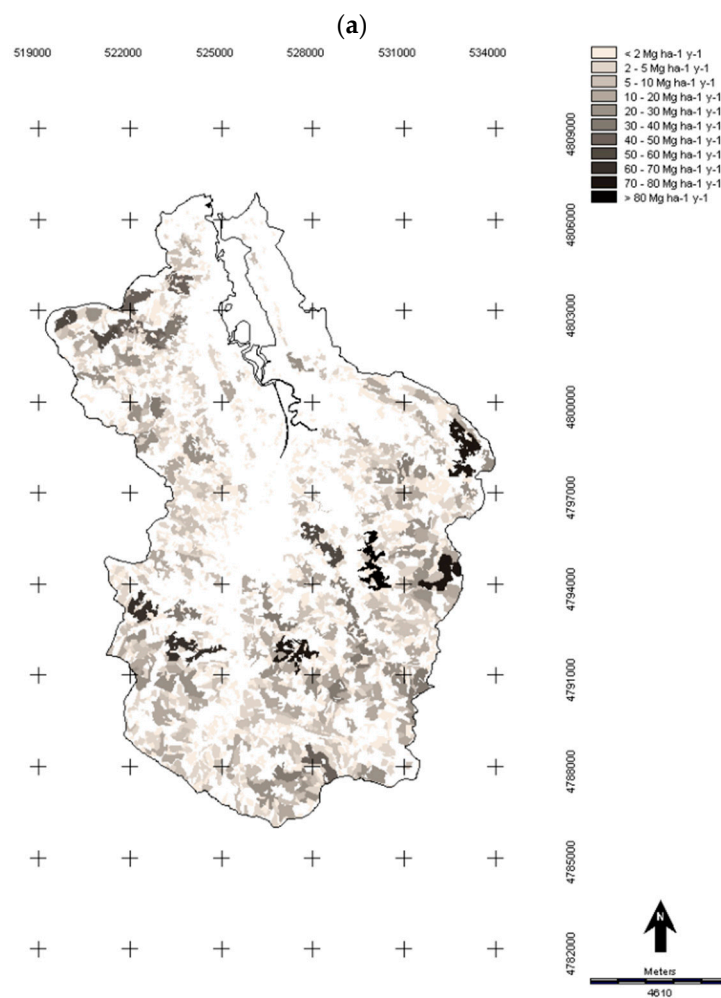 (a)
519000 522000 525000 528000 531000 534000
< 2 Mg ha-1 y-1
2 - 5 Mg ha-1 y-1
5 - 10 Mg ha-1 y-1
10 - 20 Mg ha-1 y-1
20 - 30 Mg ha-1 y-1
30 - 40 Mg ha-1 y-1
40 - 50 Mg ha-1 y-1
50 - 60 Mg ha-1 y-1
60 - 70 Mg ha-1 y-1
70 - 80 Mg ha-1 y-1
> 80 Mg ha-1 y-1
4809000
4806000
4803000
4800000
4797000
4794000
4791000
4788000
4785000
4782000
N
Meters
4610